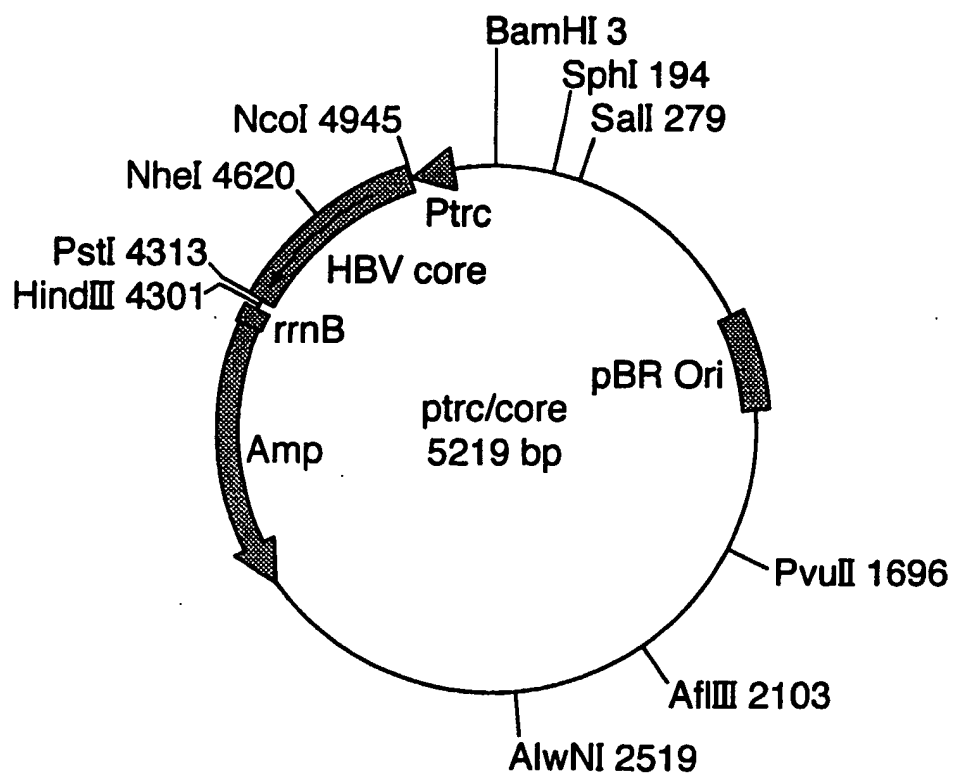 BamHI 3
SphI 194
SalI 279
NcoI 4945
NheI 4620
Ptrc
PstI 4313
HBV core
HindIII 4301
rrnB
pBR Ori
ptrc/core
5219 bp
Amp
PvuII 1696
AflIII 2103
AlwNI 2519